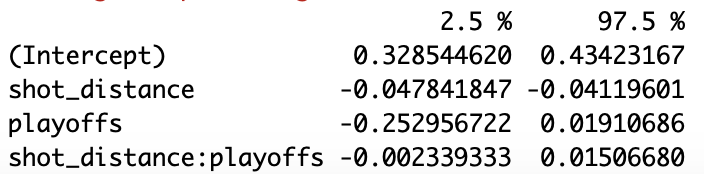 2.5 % 97.5 %
(Intercept) 0.328544620 0.43423167
shot_distance -0.047841847 -0.04119601
playoffs -0.252956722 0.01910686
shot_distance:playoffs -0.002339333 0.01506680